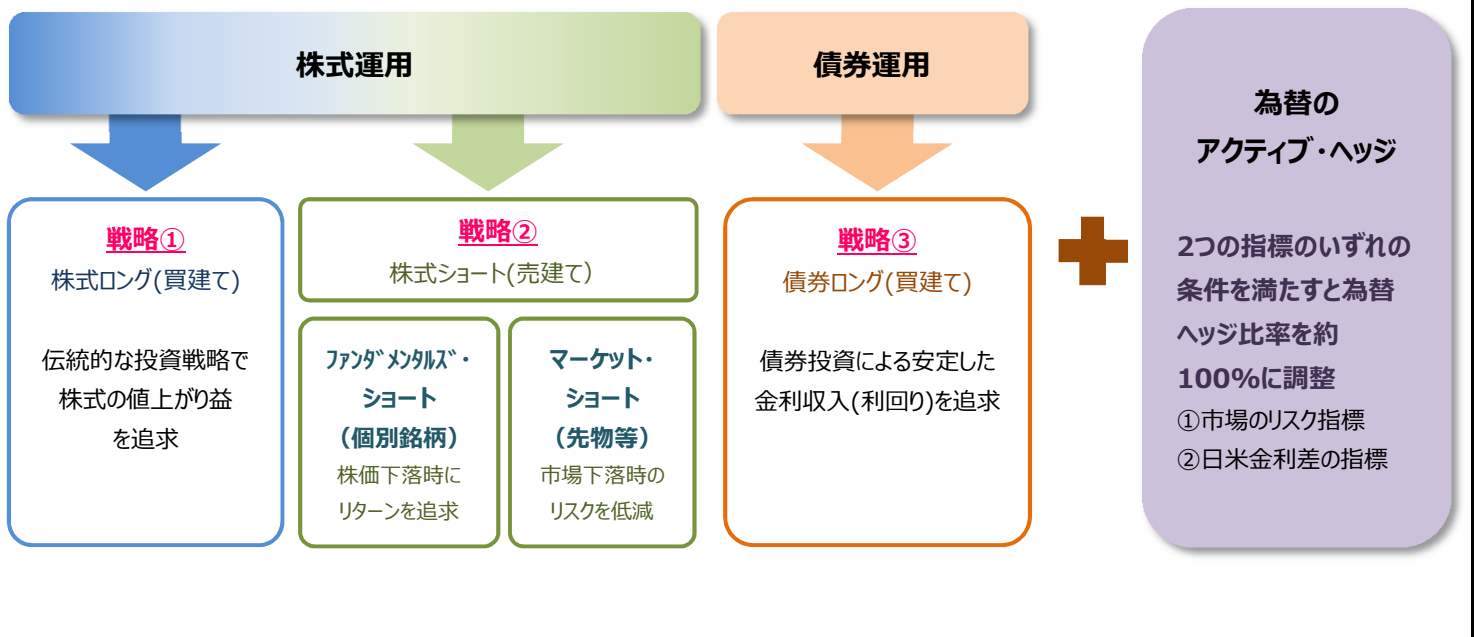 株式運用
債券運用
為替の
アクティブ・ヘッジ
戦略①
株式ロング(買建て)
伝統的な投資戦略で
株式の値上がり益
を追求
戦略②
株式ショート(売建て）
ﾌｧﾝﾀﾞﾒﾝﾀﾙｽﾞ・
ショート
（個別銘柄）
株価下落時に
リターンを追求
マーケット・
ショート
（先物等）
市場下落時の
リスクを低減
戦略③
債券ロング(買建て)
債券投資による安定した
金利収入(利回り)を追求
2つの指標のいずれの
条件を満たすと為替
ヘッジ比率を約
100%に調整
①市場のリスク指標
②日米金利差の指標